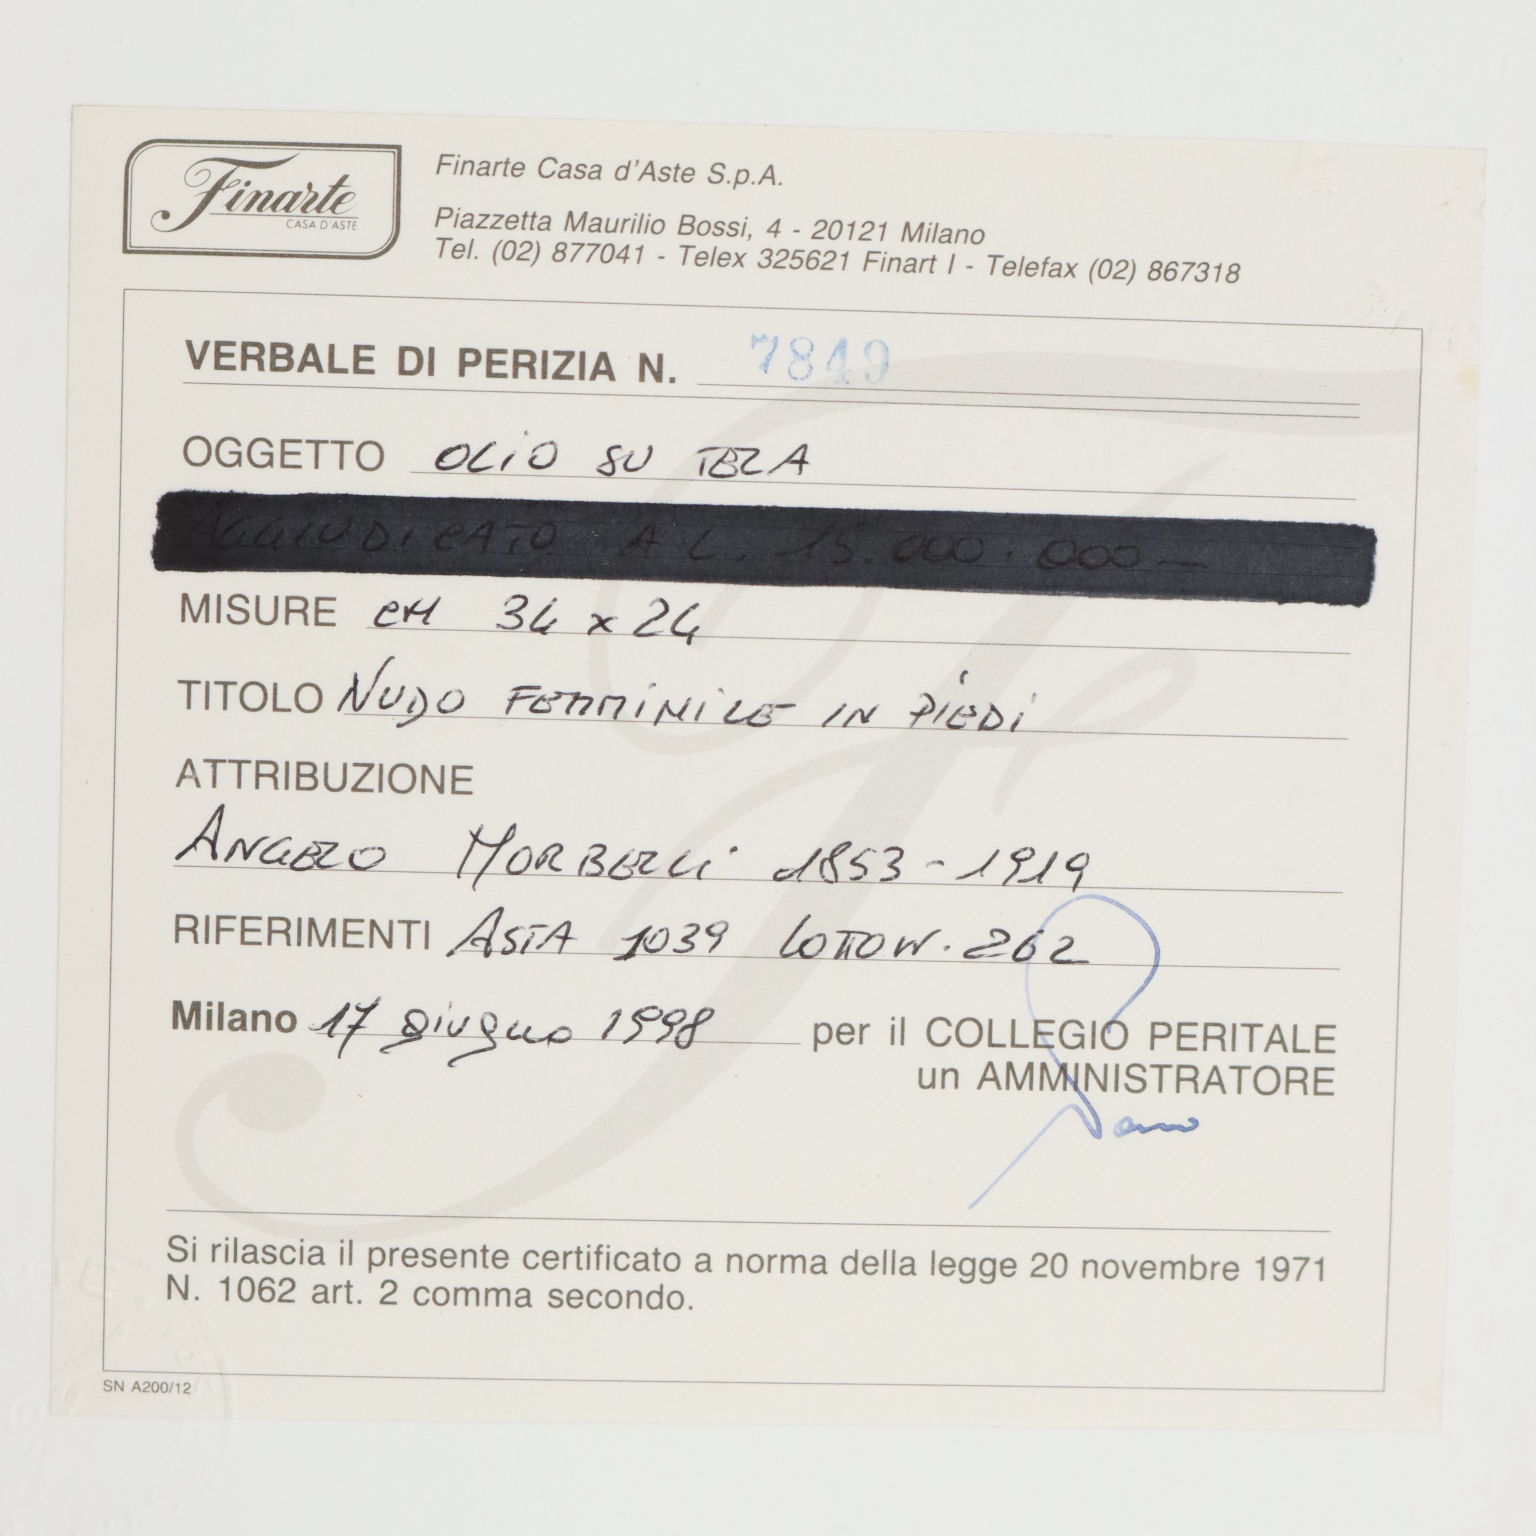 Finarte
CASA D'ASTE
Finarte Casa d'Aste S.p.A.
Piazzetta Maurilio Bossi, 4 - 20121 Milano
Tel. (02) 877041 - Telex 325621 Finart I - Telefax (02) 867318
VERBALE DI PERIZIA N. 7849
OGGETTO OLIO SU TELA
AGGIUDICATO A L. 15.000.000-
MISURE CM 34 x 24
TITOLO NUDO FEMMINILE IN PIEDI
ATTRIBUZIONE
ANGELO MORBELLI 1853-1919
RIFERIMENTI ASTA 1039 LOTTO N. 262
Milano 17 giugno 1998 per il COLLEGIO PERITALE
un AMMINISTRATORE
Si rilascia il presente certificato a norma della legge 20 novembre 1971
N. 1062 art. 2 comma secondo.
SN A200/12